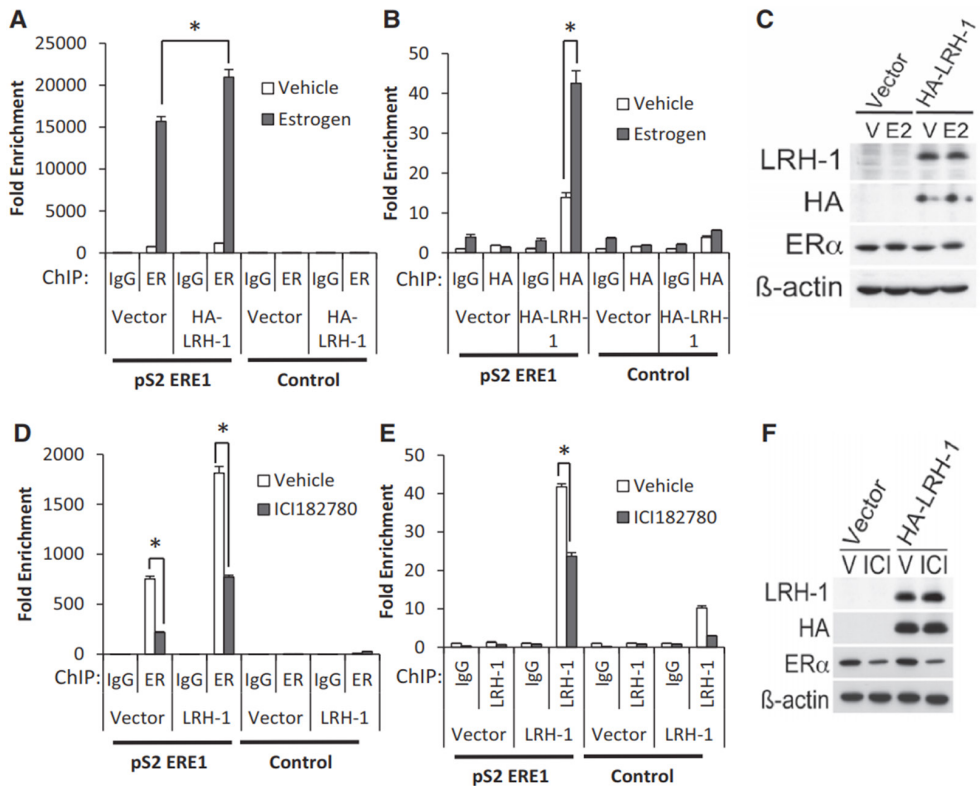 A
*
25000
20000
15000
10000
5000
0
Fold Enrichment
Vehicle
Estrogen
ChIP: IgG ER IgG ER IgG ER IgG ER
Vector HA-LRH-1 Vector HA-LRH-1
pS2 ERE1 Control
B
*
50
40
30
20
10
0
Fold Enrichment
Vehicle
Estrogen
ChIP: IgG HA IgG HA IgG HA IgG HA
Vector HA-LRH-1 Vector HA-LRH-1
pS2 ERE1 Control
C
Vector HA-LRH-1
V E2 V E2
LRH-1
HA
ERα
ß-actin
D
*
*
2000
1500
1000
500
0
Fold Enrichment
Vehicle
ICI182780
ChIP: IgG ER IgG ER IgG ER IgG ER
Vector LRH-1 Vector LRH-1
pS2 ERE1 Control
E
*
50
40
30
20
10
0
Fold Enrichment
Vehicle
ICI182780
ChIP: IgG LRH-1 IgG LRH-1 IgG LRH-1 IgG LRH-1
Vector LRH-1 Vector LRH-1
pS2 ERE1 Control
F
Vector HA-LRH-1
V ICI V ICI
LRH-1
HA
ERα
ß-actin